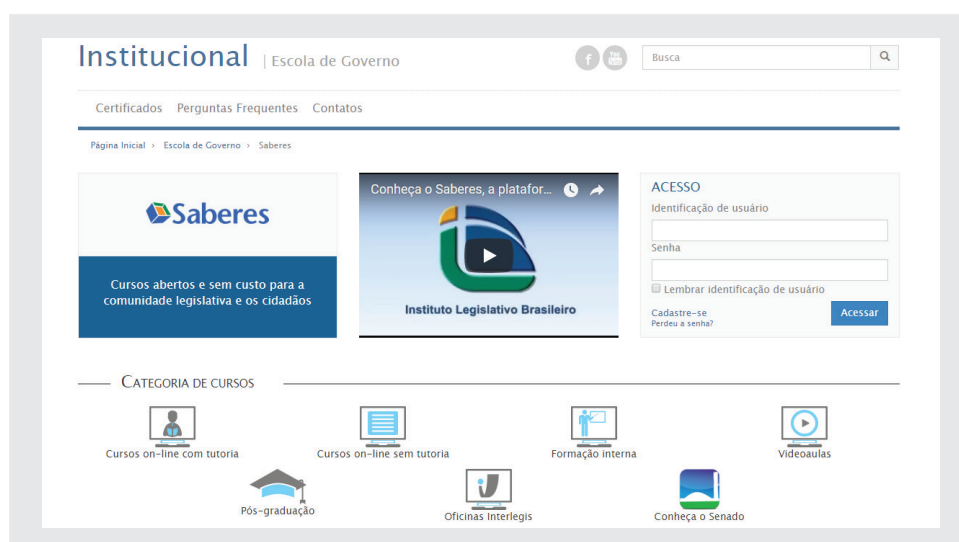 Institucional | Escola de Governo
f You Tube
Busca
Certificados Perguntas Frequentes Contatos
Página Inicial › Escola de Governo › Saberes
Saberes
Cursos abertos e sem custo para a
comunidade legislativa e os cidadãos
Conheça o Saberes, a platafor...
Instituto Legislativo Brasileiro
ACESSO
Identificação de usuário
Senha
Lembrar identificação de usuário
Cadastre-se
Perdeu a senha?
Acessar
CATEGORIA DE CURSOS
Cursos on-line com tutoria
Cursos on-line sem tutoria
Formação interna
Videoaulas
Pós-graduação
Oficinas Interlegis
Conheça o Senado